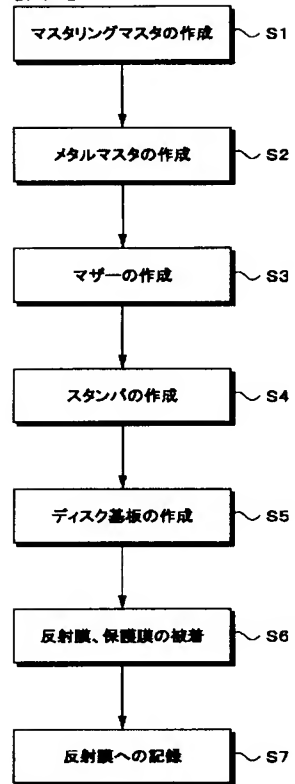 マスタリングマスタの作成 S1
メタルマスタの作成 S2
マザーの作成 S3
スタンパの作成 S4
ディスク基板の作成 S5
反射膜、保護膜の被着 S6
反射膜への記録 S7